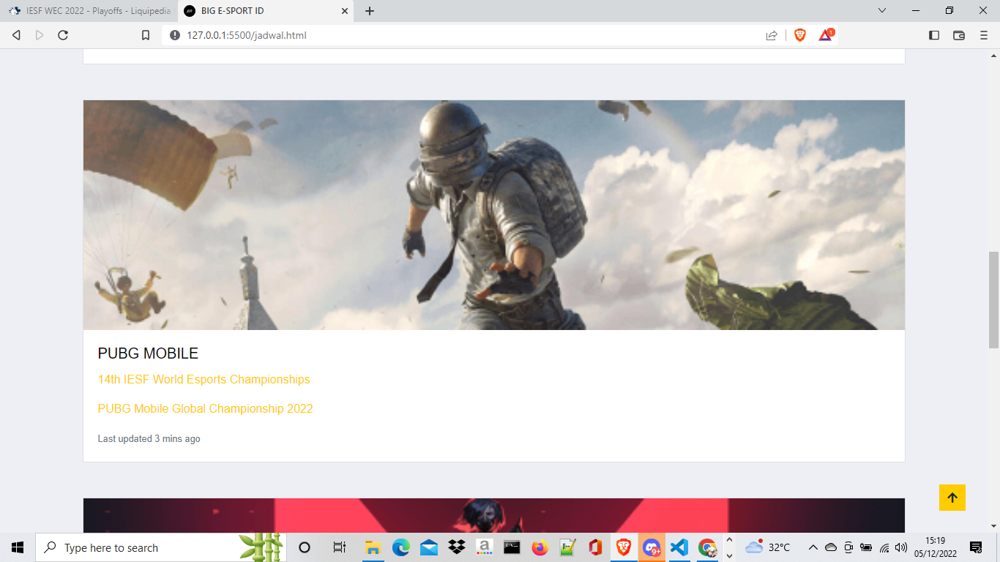 IESF WEC 2022 - Playoffs - Liquipedia
BIG E-SPORT ID
127.0.0.1:5500/jadwal.html
1
PUBG MOBILE
14th IESF World Esports Championships
PUBG Mobile Global Championship 2022
Last updated 3 mins ago
Type here to search
a
9+
32°C
15:19
05/12/2022